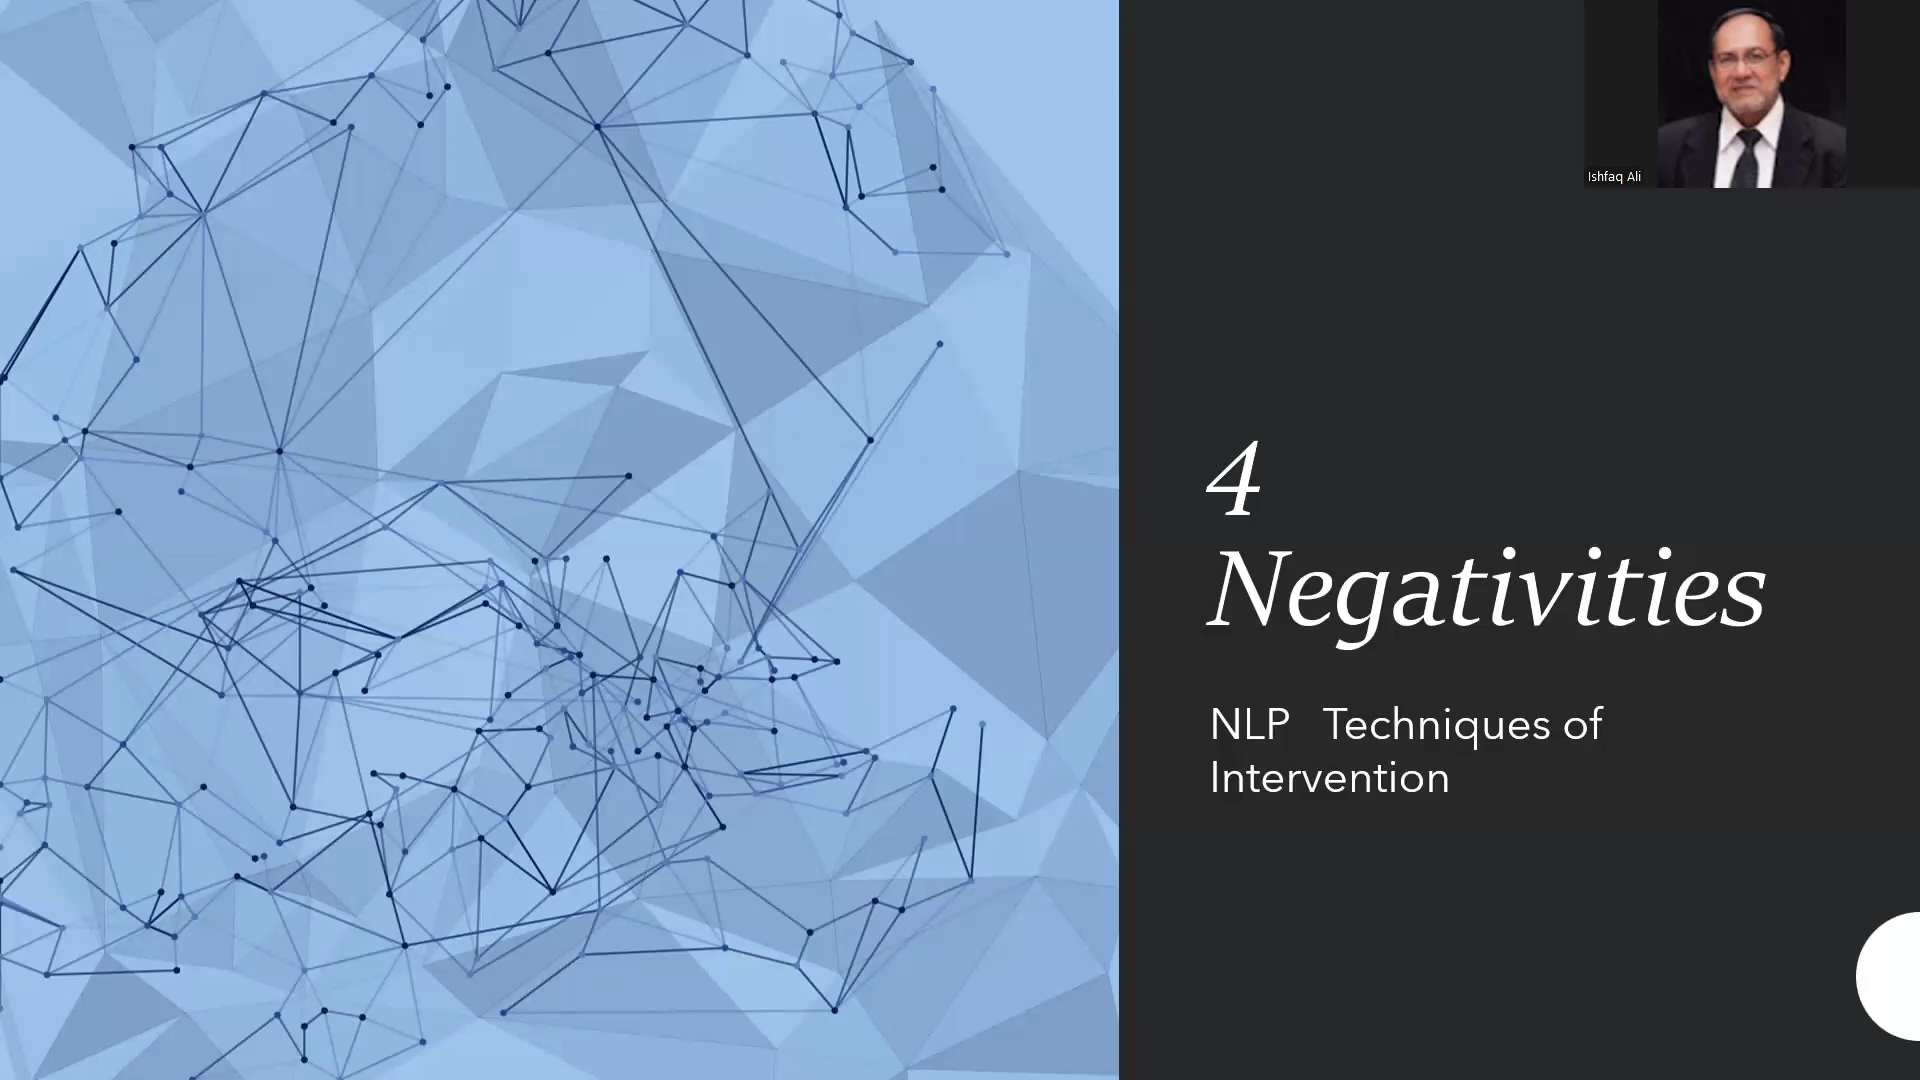 Ishfaq Ali
4
Negativities
NLP Techniques of
Intervention